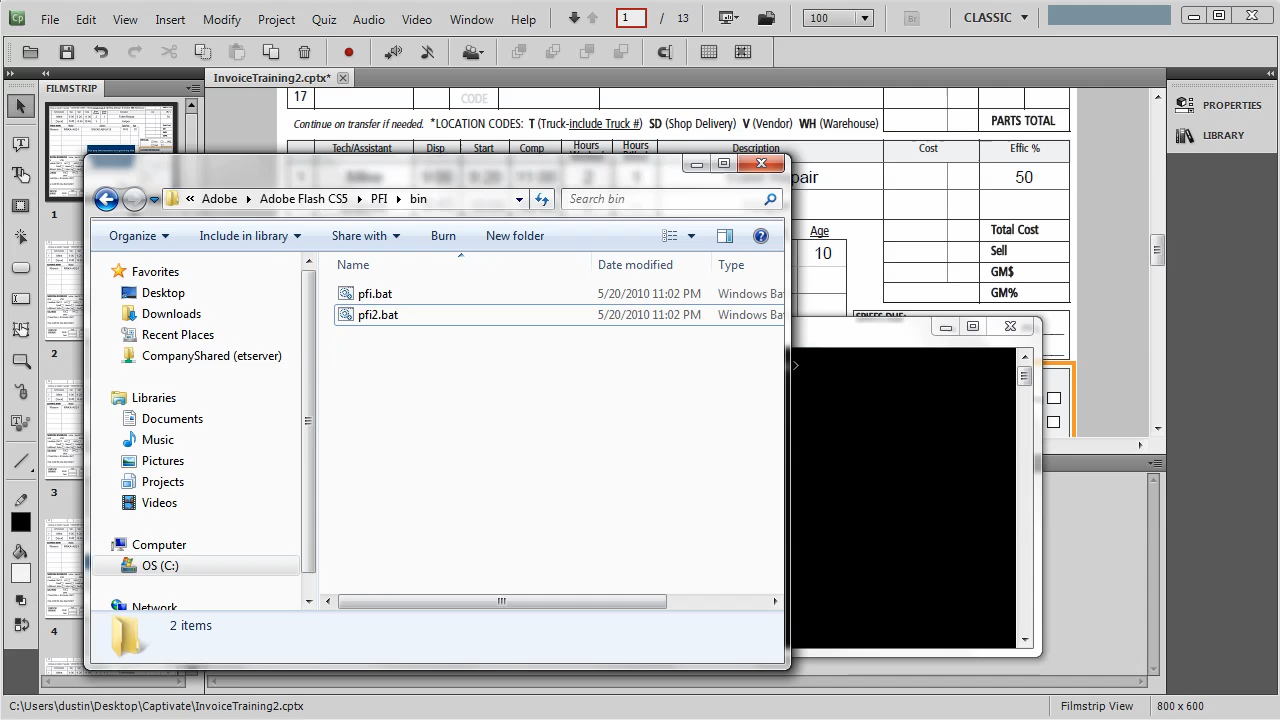 Cp File Edit View Insert Modify Project Quiz Audio Video Window Help 1 / 13 100 Br CLASSIC
InvoiceTraining2.cptx*
FILMSTRIP
PROPERTIES
LIBRARY
17 CODE
Continue on transfer if needed. *LOCATION CODES: T (Truck include Truck #) SD (Shop Delivery) V (Vendor) WH (Warehouse) PARTS TOTAL
Tech/Assistant Disp Start Comp Hours Hours Description Cost Effic %
pair 50
Age
10
Total Cost
Sell
GM$
GM%
Adobe Adobe Flash CS5 PFI bin Search bin
Organize Include in library Share with Burn New folder
Favorites
Desktop
Downloads
Recent Places
CompanyShared (etserver)
Libraries
Documents
Music
Pictures
Projects
Videos
Computer
OS (C:)
Network
Name Date modified Type
pfi.bat 5/20/2010 11:02 PM Windows Bat
pfi2.bat 5/20/2010 11:02 PM Windows Bat
2 items
>
1
2
3
4
C:\Users\dustin\Desktop\Captivate\InvoiceTraining2.cptx Filmstrip View 800 x 600